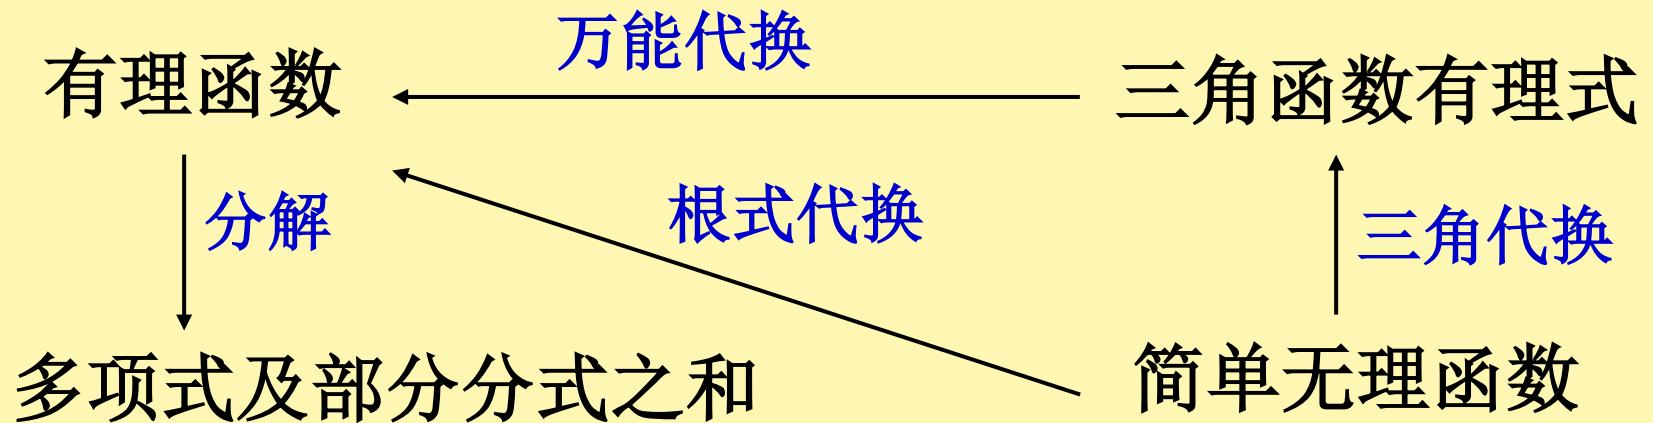 万能代换
有理函数
三角函数有理式
分解
根式代换
三角代换
多项式及部分分式之和
简单无理函数